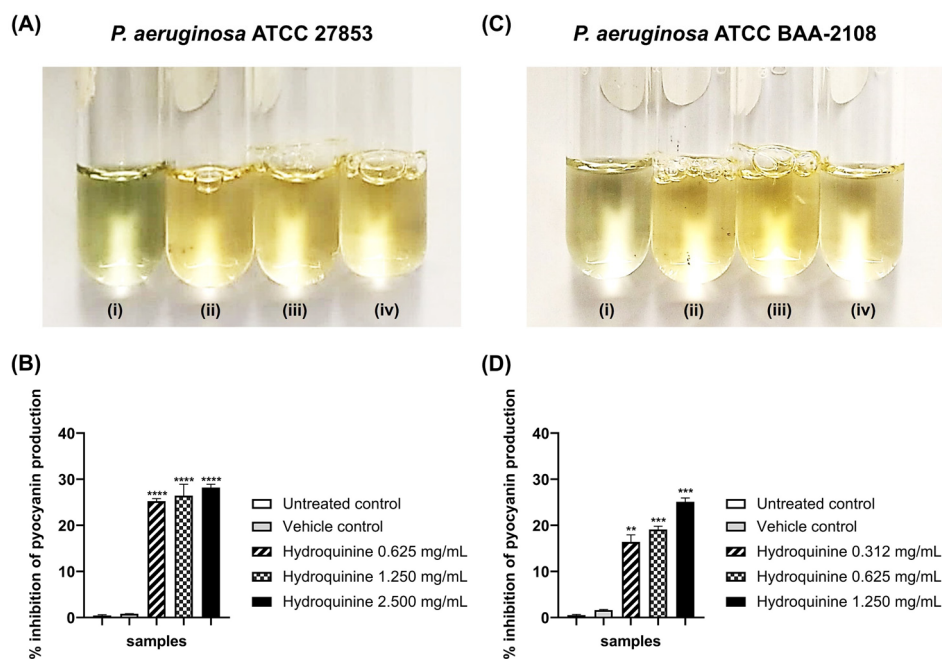 (A)
P. aeruginosa ATCC 27853
(i) (ii) (iii) (iv)
(B)
% inhibition of pyocyanin production
40
30
20
10
0
**** **** ****
samples
Untreated control
Vehicle control
Hydroquinine 0.625 mg/mL
Hydroquinine 1.250 mg/mL
Hydroquinine 2.500 mg/mL
(C)
P. aeruginosa ATCC BAA-2108
(i) (ii) (iii) (iv)
(D)
% inhibition of pyocyanin production
40
30
20
10
0
** *** ***
samples
Untreated control
Vehicle control
Hydroquinine 0.312 mg/mL
Hydroquinine 0.625 mg/mL
Hydroquinine 1.250 mg/mL